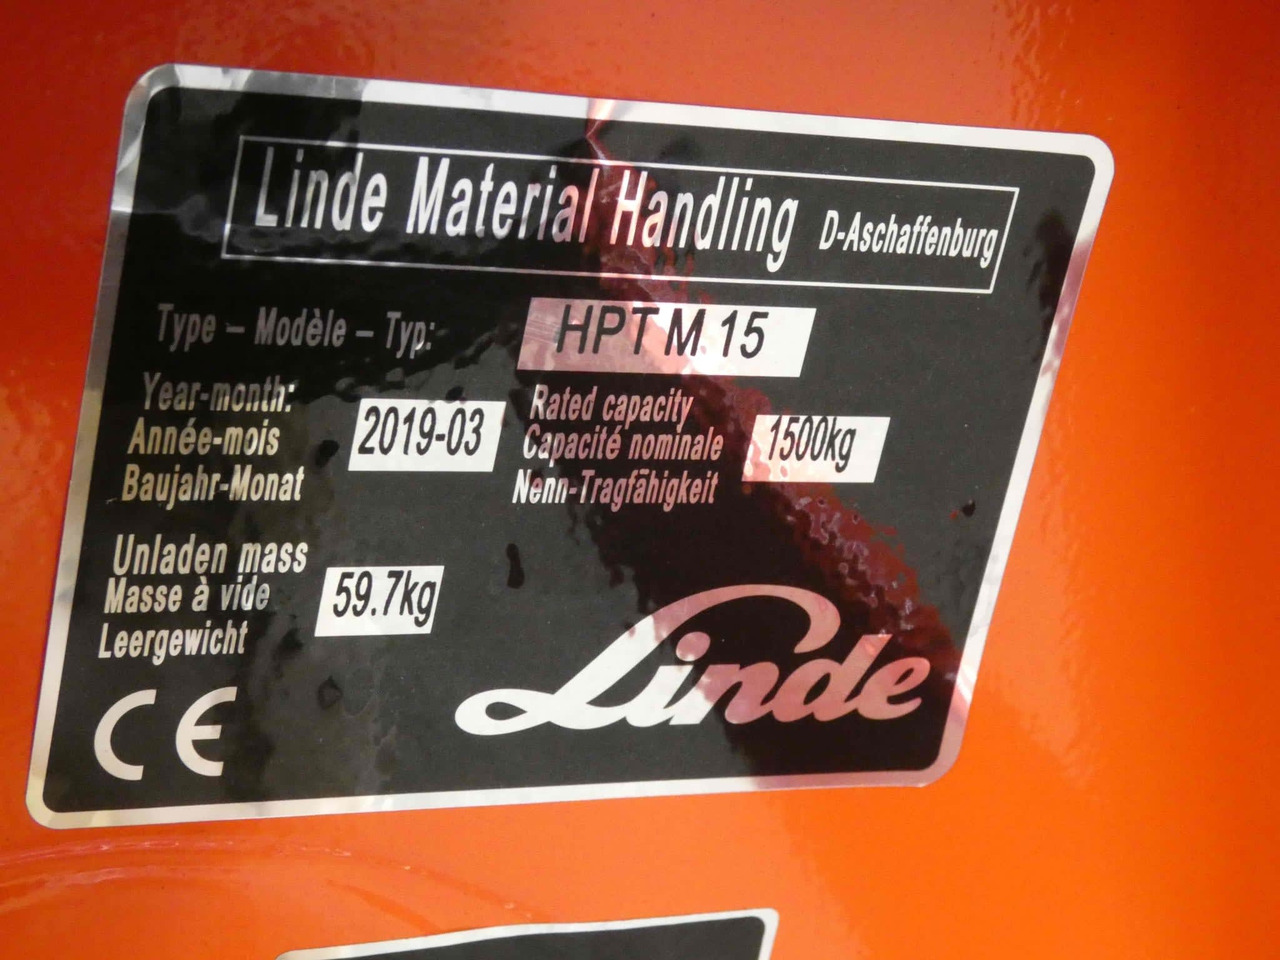 Linde Material Handling D-Aschaffenburg
Type – Modèle – Typ: HPT M 15
Year-month:
Année-mois 2019-03
Baujahr-Monat
Rated capacity
Capacité nominale 1500kg
Nenn-Tragfähigkeit
Unladen mass
Masse à vide 59.7kg
Leergewicht
CE
Linde